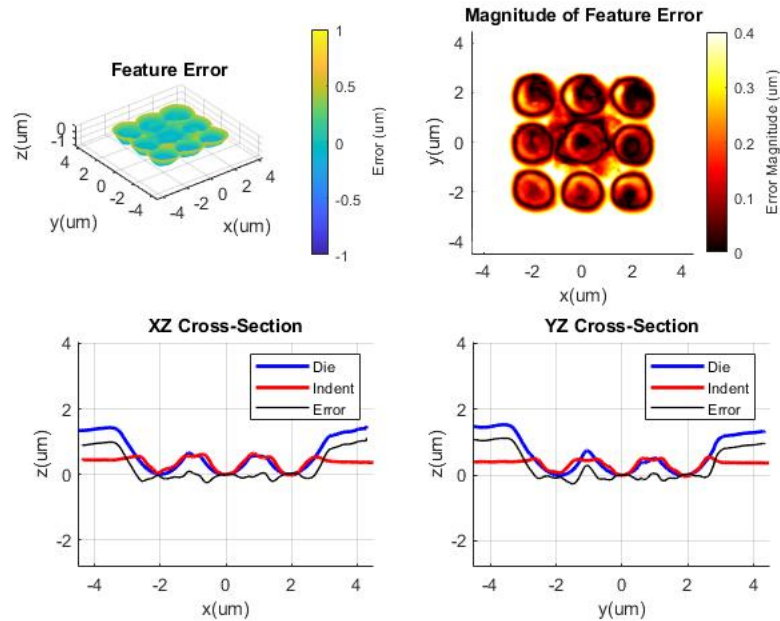 Feature Error
z(um)
0
-1
4
2
0
-2
-4
y(um)
-4
-2
0
2
4
x(um)
1
0.5
0
-0.5
-1
Error (um)
Magnitude of Feature Error
y(um)
4
2
0
-2
-4
-4
-2
0
2
4
x(um)
0.4
0.3
0.2
0.1
0
Error Magnitude (um)
XZ Cross-Section
z(um)
4
2
0
-2
-4
-2
0
2
4
x(um)
Die
Indent
Error
YZ Cross-Section
z(um)
4
2
0
-2
-4
-2
0
2
4
y(um)
Die
Indent
Error